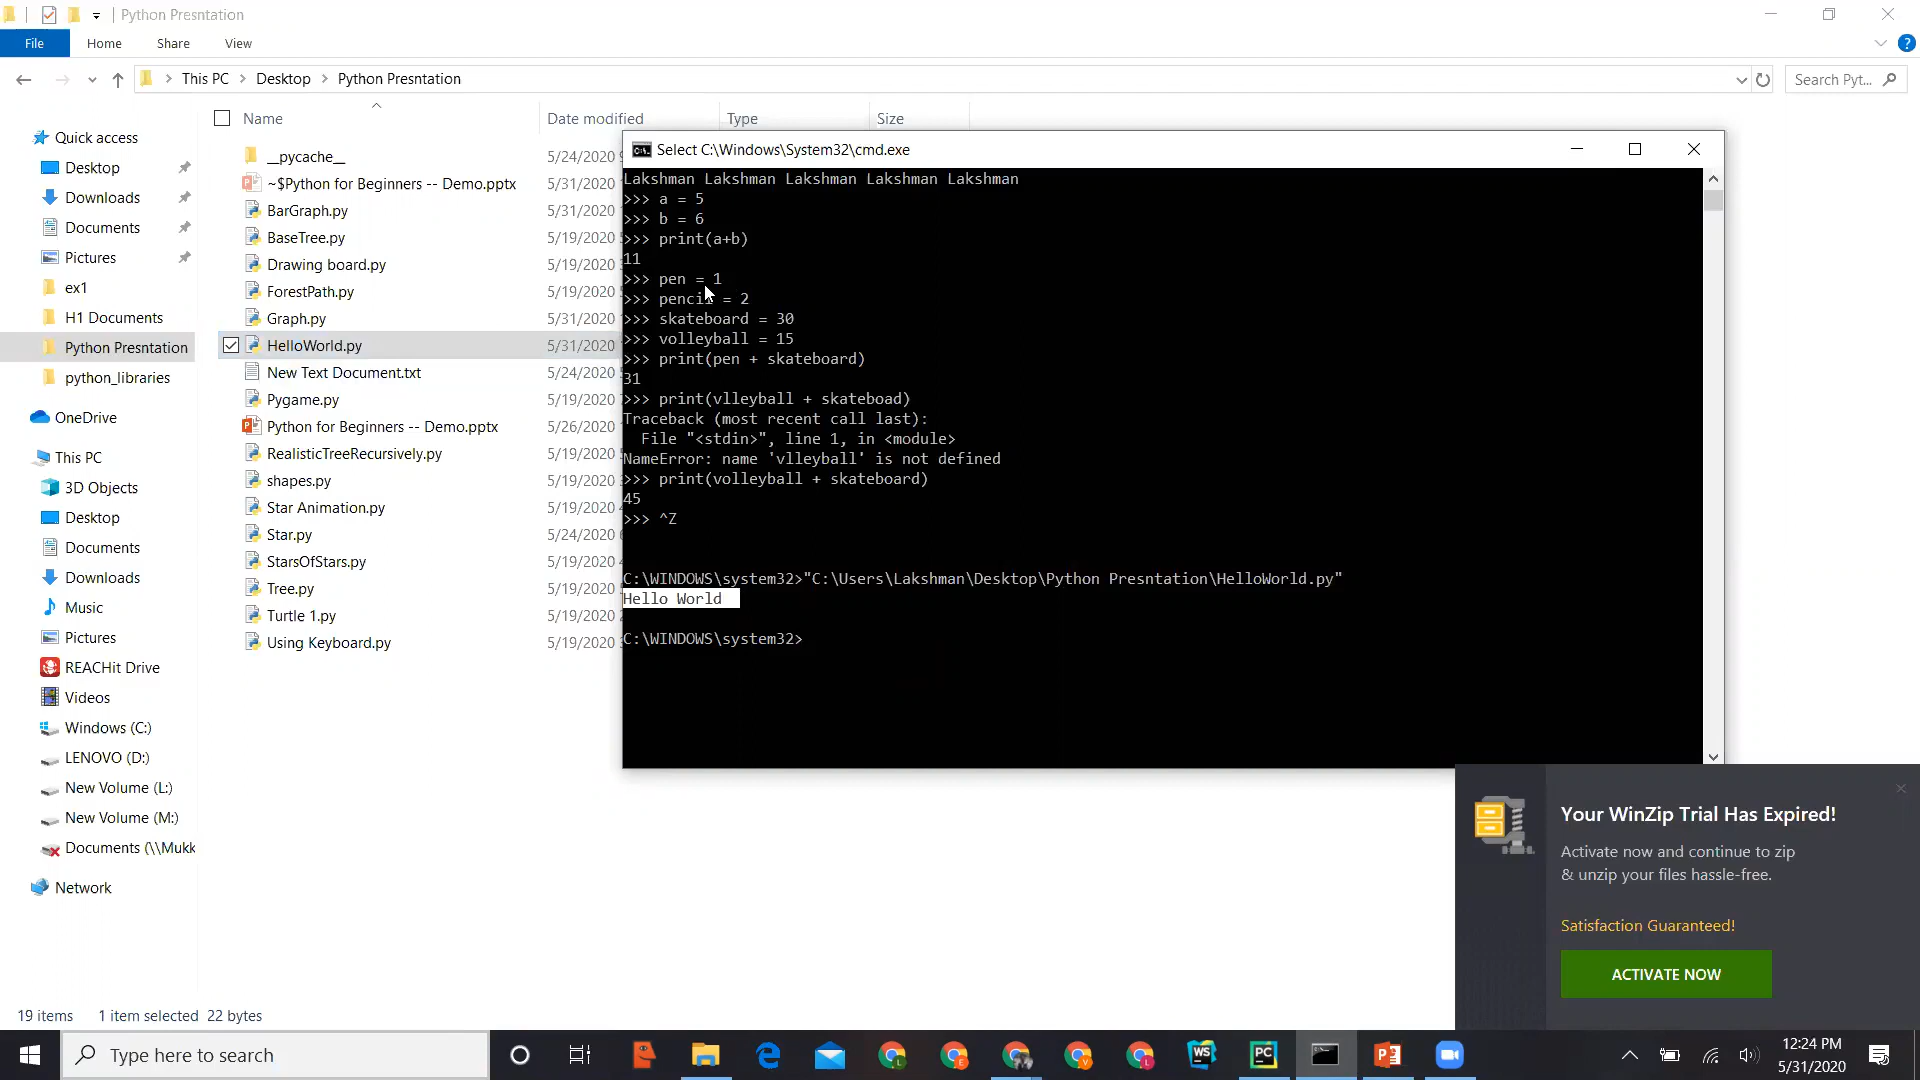 Python Presntation
File
Home
Share
View
This PC
Desktop
Python Presntation
Search Pyt...
Name
Date modified
Type
Size
Quick access
Desktop
Downloads
Documents
Pictures
ex1
H1 Documents
Python Presntation
python_libraries
OneDrive
This PC
3D Objects
Desktop
Documents
Downloads
Music
Pictures
REACHit Drive
Videos
Windows (C:)
LENOVO (D:)
New Volume (L:)
New Volume (M:)
Documents (\\Mukk
Network
__pycache__ 5/24/2020
~$Python for Beginners -- Demo.pptx 5/31/2020
BarGraph.py 5/31/2020
BaseTree.py 5/19/2020
Drawing board.py 5/19/2020
ForestPath.py 5/19/2020
Graph.py 5/31/2020
HelloWorld.py 5/31/2020
New Text Document.txt 5/24/2020
Pygame.py 5/19/2020
Python for Beginners -- Demo.pptx 5/26/2020
RealisticTreeRecursively.py 5/19/2020
shapes.py 5/19/2020
Star Animation.py 5/19/2020
Star.py 5/24/2020
StarsOfStars.py 5/19/2020
Tree.py 5/19/2020
Turtle 1.py 5/19/2020
Using Keyboard.py 5/19/2020
Select C:\Windows\System32\cmd.exe
Lakshman Lakshman Lakshman Lakshman Lakshman
>>> a = 5
>>> b = 6
>>> print(a+b)
11
>>> pen = 1
>>> pencil = 2
>>> skateboard = 30
>>> volleyball = 15
>>> print(pen + skateboard)
31
>>> print(vlleyball + skateboad)
Traceback (most recent call last):
File "<stdin>", line 1, in <module>
NameError: name 'vlleyball' is not defined
>>> print(volleyball + skateboard)
45
>>> ^Z
C:\WINDOWS\system32>"C:\Users\Lakshman\Desktop\Python Presntation\HelloWorld.py"
Hello World
C:\WINDOWS\system32>
Your WinZip Trial Has Expired!
Activate now and continue to zip
& unzip your files hassle-free.
Satisfaction Guaranteed!
ACTIVATE NOW
19 items 1 item selected 22 bytes
Type here to search
12:24 PM
5/31/2020